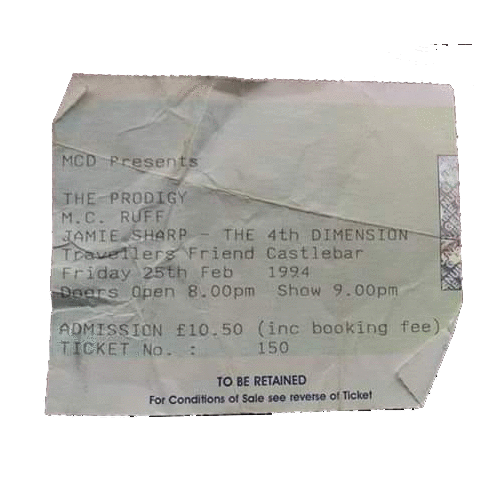 MCD Presents
THE PRODIGY
M.C. RUFF
JAMIE SHARP - THE 4th DIMENSION
Travellers Friend Castlebar
Friday 25th Feb 1994
Doors Open 8.00pm Show 9.00pm
ADMISSION £10.50 (inc booking fee)
TICKET No. : 150
TO BE RETAINED
For Conditions of Sale see reverse of Ticket